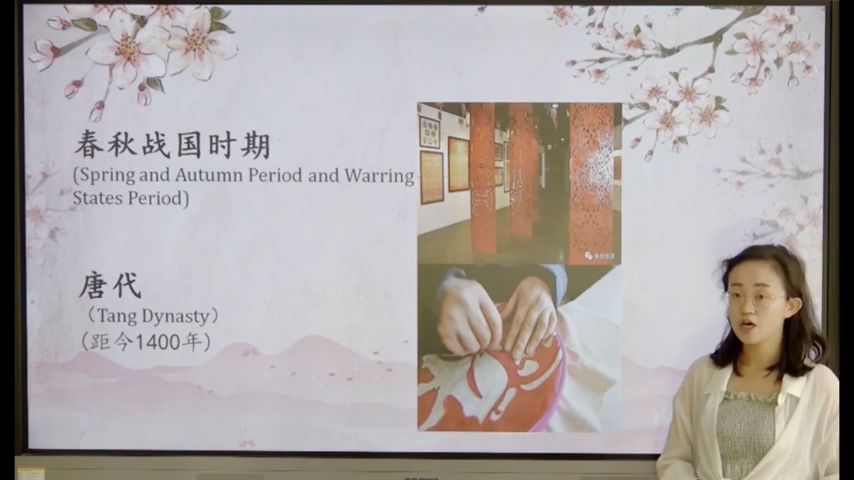 春秋战国时期
(Spring and Autumn Period and Warring
States Period)
唐代
（Tang Dynasty）
(距今1400年)